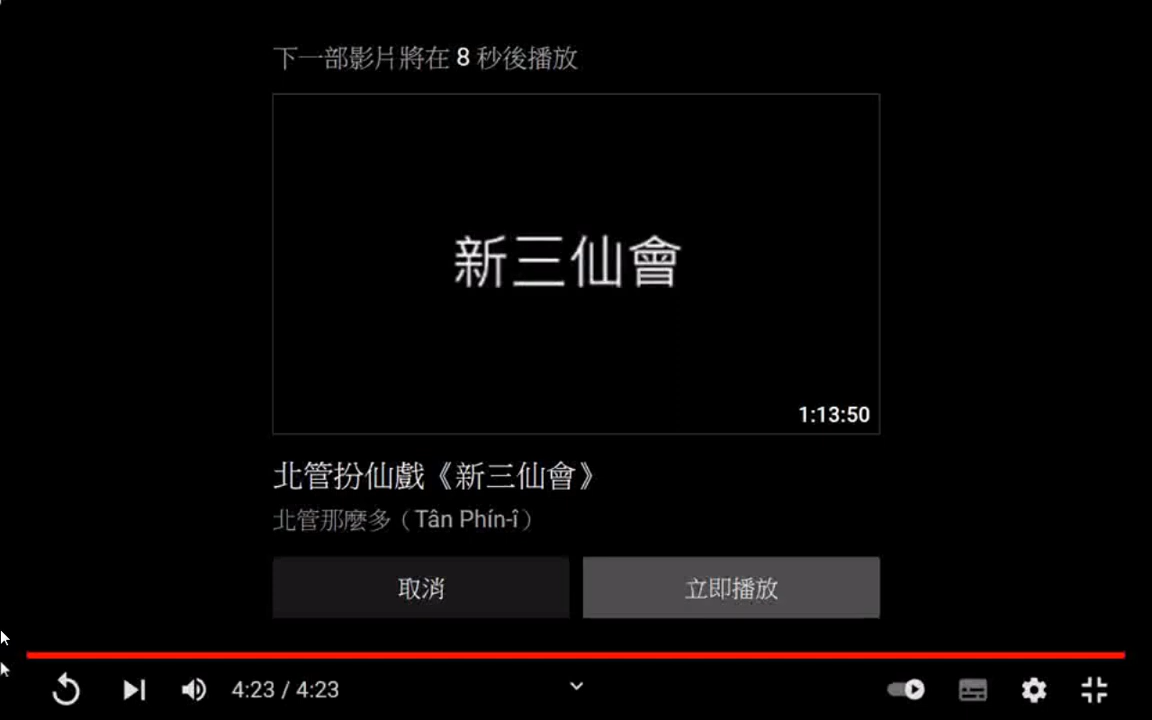 下一部影片將在 8 秒後播放
新三仙會
1:13:50
北管扮仙戲《新三仙會》
北管那麼多（Tân Phín-î）
取消
立即播放
4:23 / 4:23